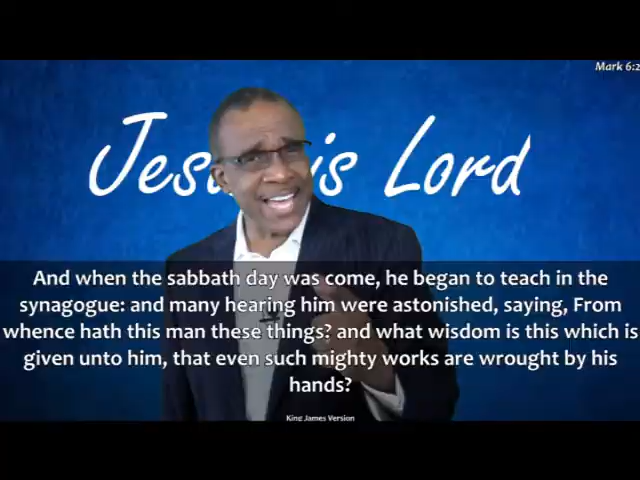 Mark 6:2
Jesus is Lord
And when the sabbath day was come, he began to teach in the
synagogue: and many hearing him were astonished, saying, From
whence hath this man these things? and what wisdom is this which is
given unto him, that even such mighty works are wrought by his
hands?
King James Version